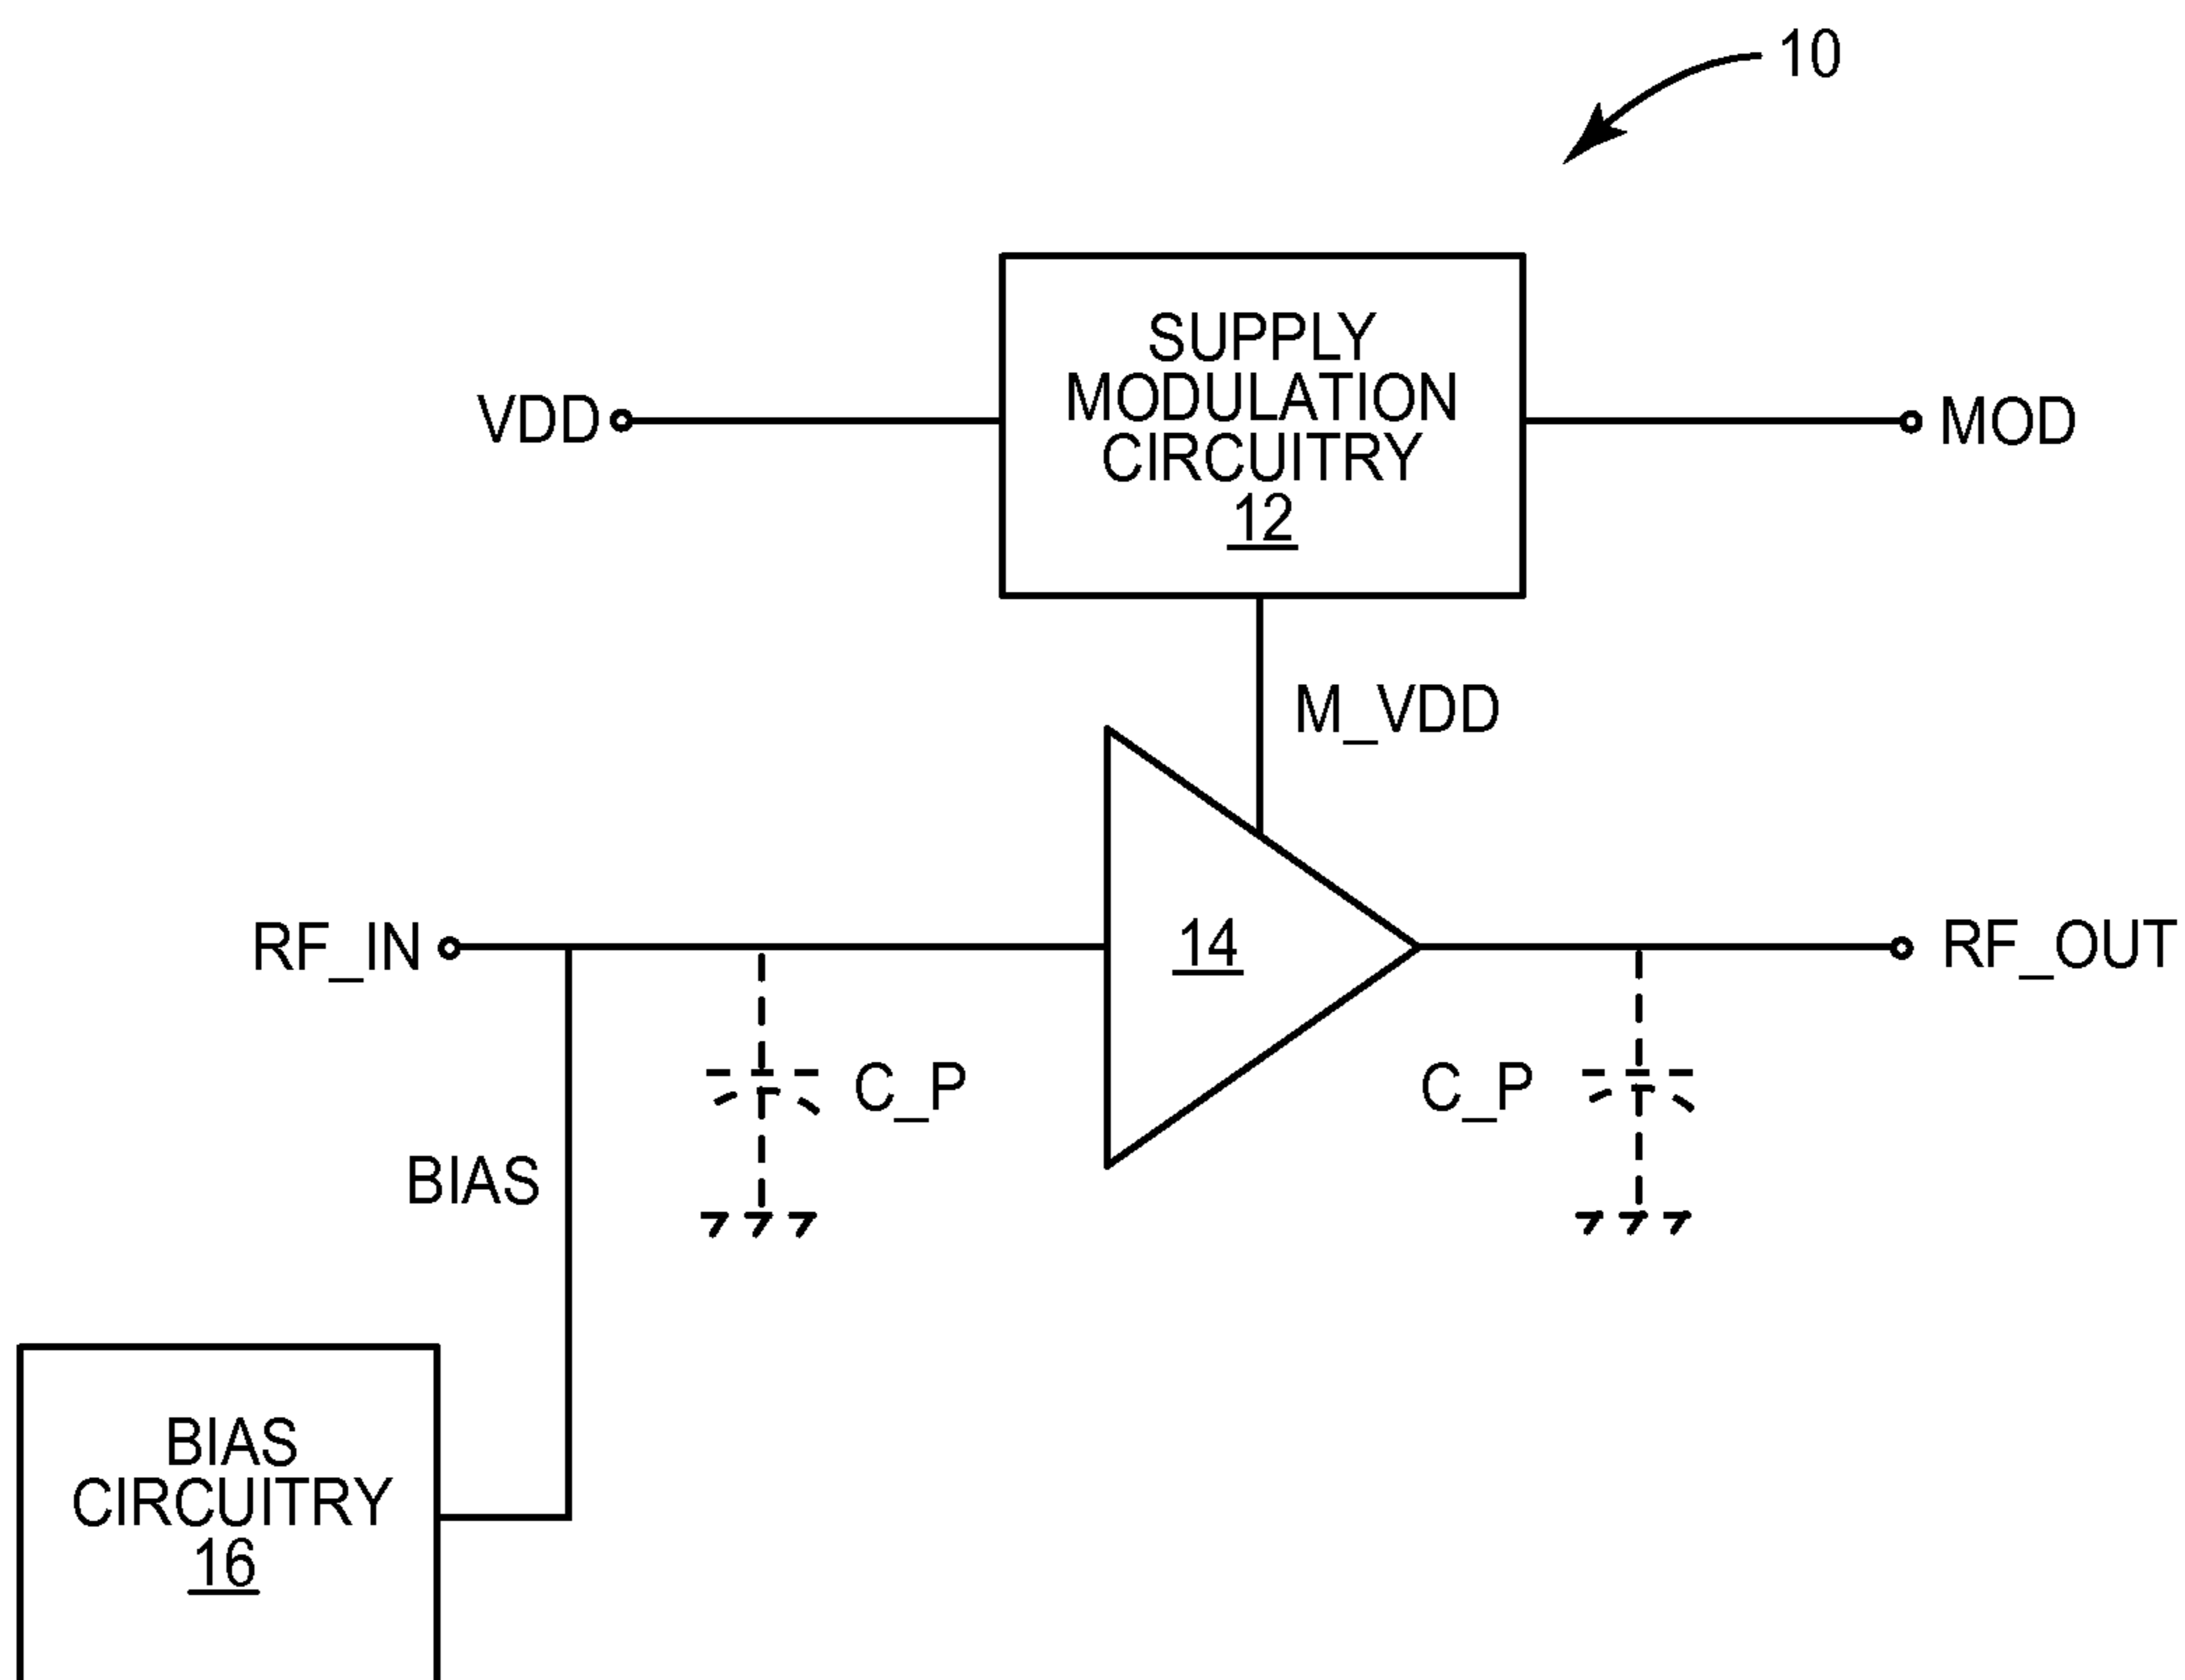 10
SUPPLY
MODULATION
CIRCUITRY
12
VDD
MOD
M_VDD
RF_IN
14
RF_OUT
C_P
C_P
BIAS
BIAS
CIRCUITRY
16